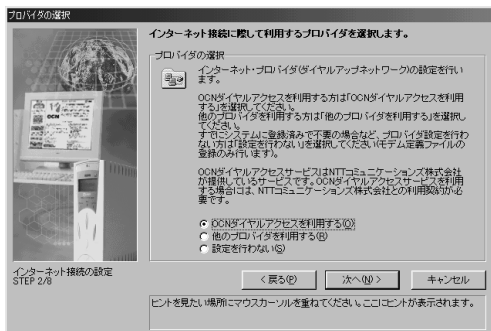 プロバイダの選択
インターネット接続に際して利用するプロバイダを選択します。
プロバイダの選択
インターネット・プロバイダ(ダイヤルアップネットワーク)の設定を行い
ます。
OCNダイヤルアクセスを利用する方は「OCNダイヤルアクセスを利用
する」を選択してください。
他のプロバイダを利用する方は「他のプロバイダを利用する」を選択し
てください。
すでにシステムに登録済みで不要の場合など、プロバイダ設定を行わ
ない方は「設定を行わない」を選択してください(モデム定義ファイルの
登録のみ行います)。
OCNダイヤルアクセスサービスはNTTコミュニケーションズ株式会社
が提供しているサービスです。OCNダイヤルアクセスサービスを利用
する場合には、NTTコミュニケーションズ株式会社との利用契約が必
要です。
OCNダイヤルアクセスを利用する(O)
他のプロバイダを利用する(R)
設定を行わない(S)
OCN
インターネット接続の設定
STEP 2/8
< 戻る(P)
次へ(N) >
キャンセル
ヒントを見たい場所にマウスカーソルを重ねてください。ここにヒントが表示されます。